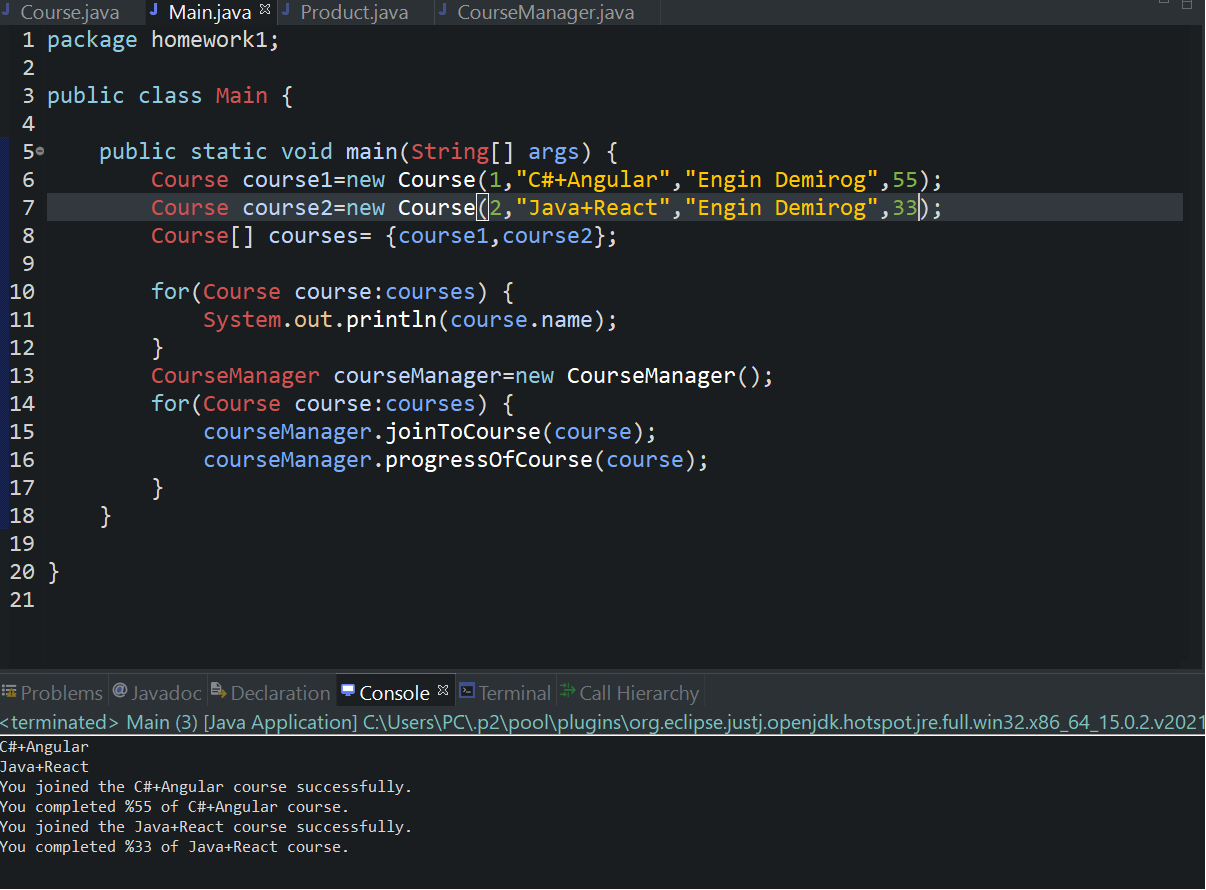 Course.java Main.java Product.java CourseManager.java
1 package homework1;
2
3 public class Main {
4
5 public static void main(String[] args) {
6 Course course1=new Course(1,"C#+Angular","Engin Demirog",55);
7 Course course2=new Course(2,"Java+React","Engin Demirog",33);
8 Course[] courses= {course1,course2};
9
10 for(Course course:courses) {
11 System.out.println(course.name);
12 }
13 CourseManager courseManager=new CourseManager();
14 for(Course course:courses) {
15 courseManager.joinToCourse(course);
16 courseManager.progressOfCourse(course);
17 }
18 }
19
20 }
21
Problems @ Javadoc Declaration Console Terminal Call Hierarchy
<terminated> Main (3) [Java Application] C:\Users\PC\.p2\pool\plugins\org.eclipse.justj.openjdk.hotspot.jre.full.win32.x86_64_15.0.2.v2021
C#+Angular
Java+React
You joined the C#+Angular course successfully.
You completed %55 of C#+Angular course.
You joined the Java+React course successfully.
You completed %33 of Java+React course.